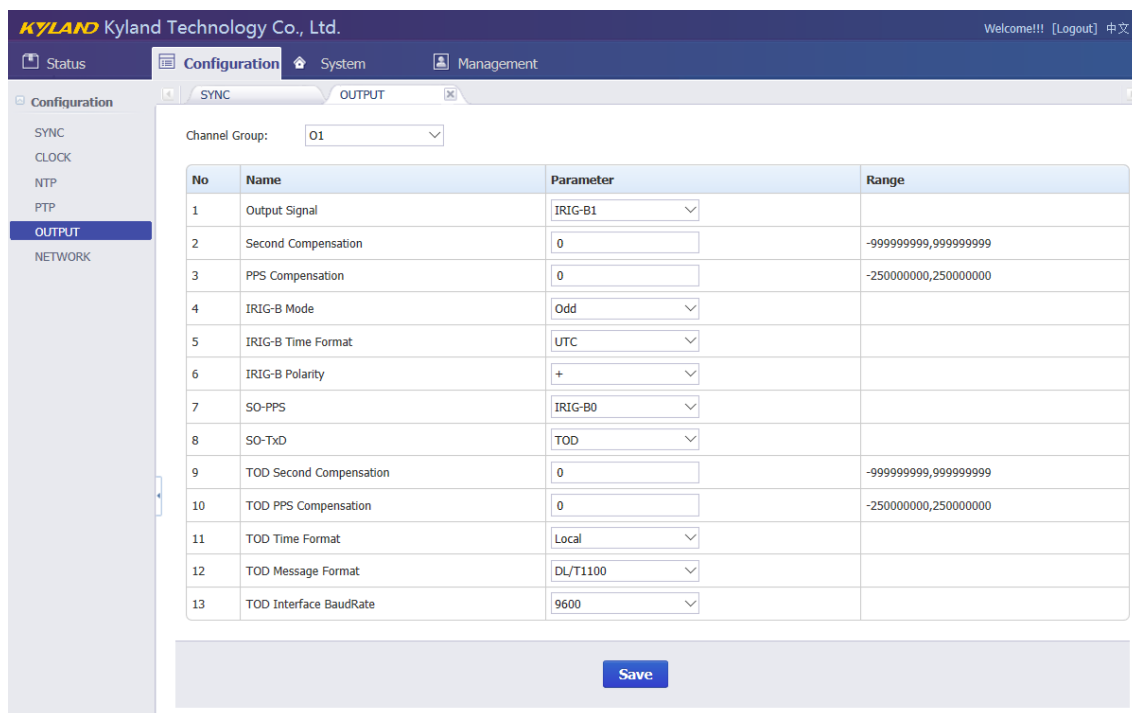 KYLAND Kyland Technology Co., Ltd. Welcome!!! [Logout] 中文
Status Configuration System Management
Configuration
SYNC
CLOCK
NTP
PTP
OUTPUT
NETWORK
SYNC OUTPUT
Channel Group: O1
No Name Parameter Range
1 Output Signal IRIG-B1
2 Second Compensation 0 -999999999,999999999
3 PPS Compensation 0 -250000000,250000000
4 IRIG-B Mode Odd
5 IRIG-B Time Format UTC
6 IRIG-B Polarity +
7 SO-PPS IRIG-B0
8 SO-TxD TOD
9 TOD Second Compensation 0 -999999999,999999999
10 TOD PPS Compensation 0 -250000000,250000000
11 TOD Time Format Local
12 TOD Message Format DL/T1100
13 TOD Interface BaudRate 9600
Save